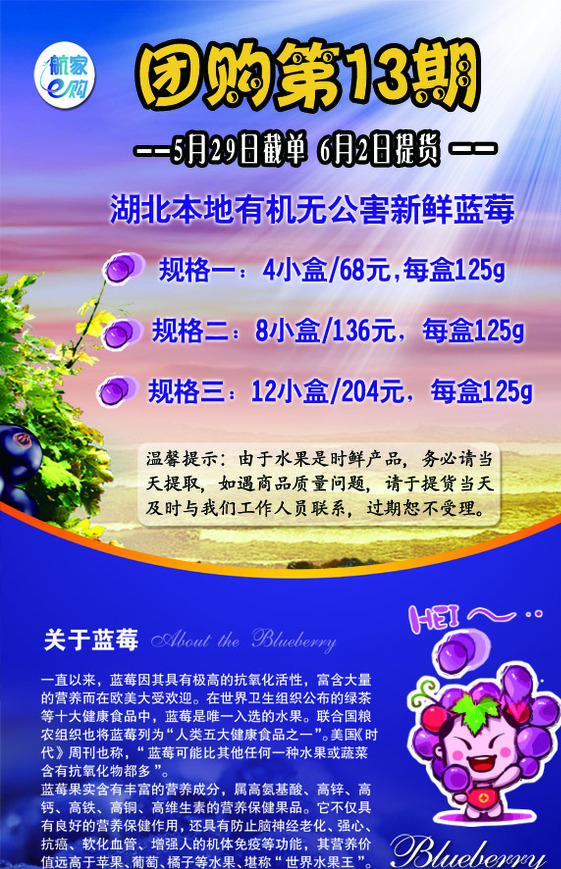 航家
e购
团购第13期
--5月29日截单 6月2日提货 --
湖北本地有机无公害新鲜蓝莓
规格一：4小盒/68元,每盒125g
规格二：8小盒/136元，每盒125g
规格三：12小盒/204元，每盒125g
温馨提示：由于水果是时鲜产品，务必请当
天提取，如遇商品质量问题，请于提货当天
及时与我们工作人员联系，过期恕不受理。
HEI～··
关于蓝莓 About the Blueberry
一直以来，蓝莓因其具有极高的抗氧化活性，富含大量
的营养而在欧美大受欢迎。在世界卫生组织公布的绿茶
等十大健康食品中，蓝莓是唯一入选的水果。联合国粮
农组织也将蓝莓列为“人类五大健康食品之一”。美国《时
代》周刊也称，“蓝莓可能比其他任何一种水果或蔬菜
含有抗氧化物都多”。
蓝莓果实含有丰富的营养成分，属高氨基酸、高锌、高
钙、高铁、高铜、高维生素的营养保健果品。它不仅具
有良好的营养保健作用，还具有防止脑神经老化、强心、
抗癌、软化血管、增强人的机体免疫等功能，其营养价
值远高于苹果、葡萄、橘子等水果、堪称“世界水果王”。
Blueberry